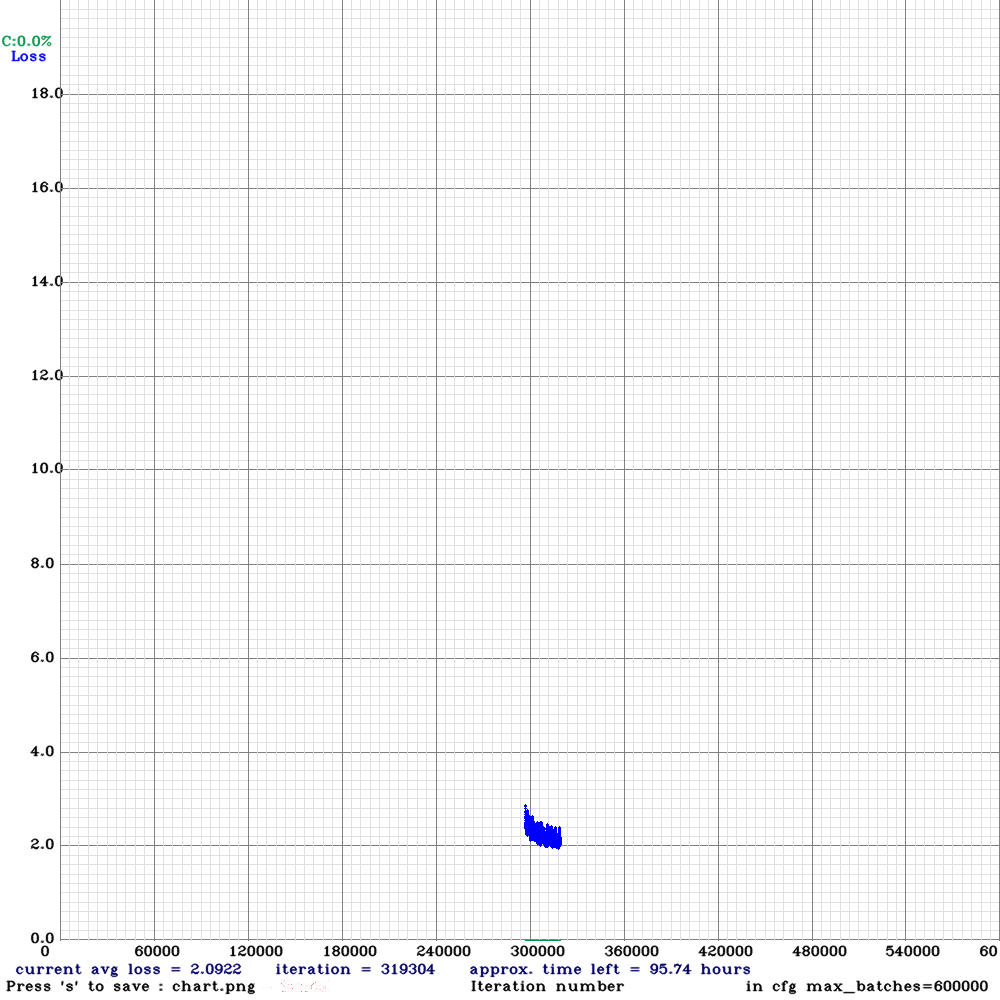 C:0.0%
Loss
18.0
16.0
14.0
12.0
10.0
8.0
6.0
4.0
2.0
0.0
0 60000 120000 180000 240000 300000 360000 420000 480000 540000 60
current avg loss = 2.0922 iteration = 319304 approx. time left = 95.74 hours
Press 's' to save : chart.png Iteration number in cfg max_batches=600000